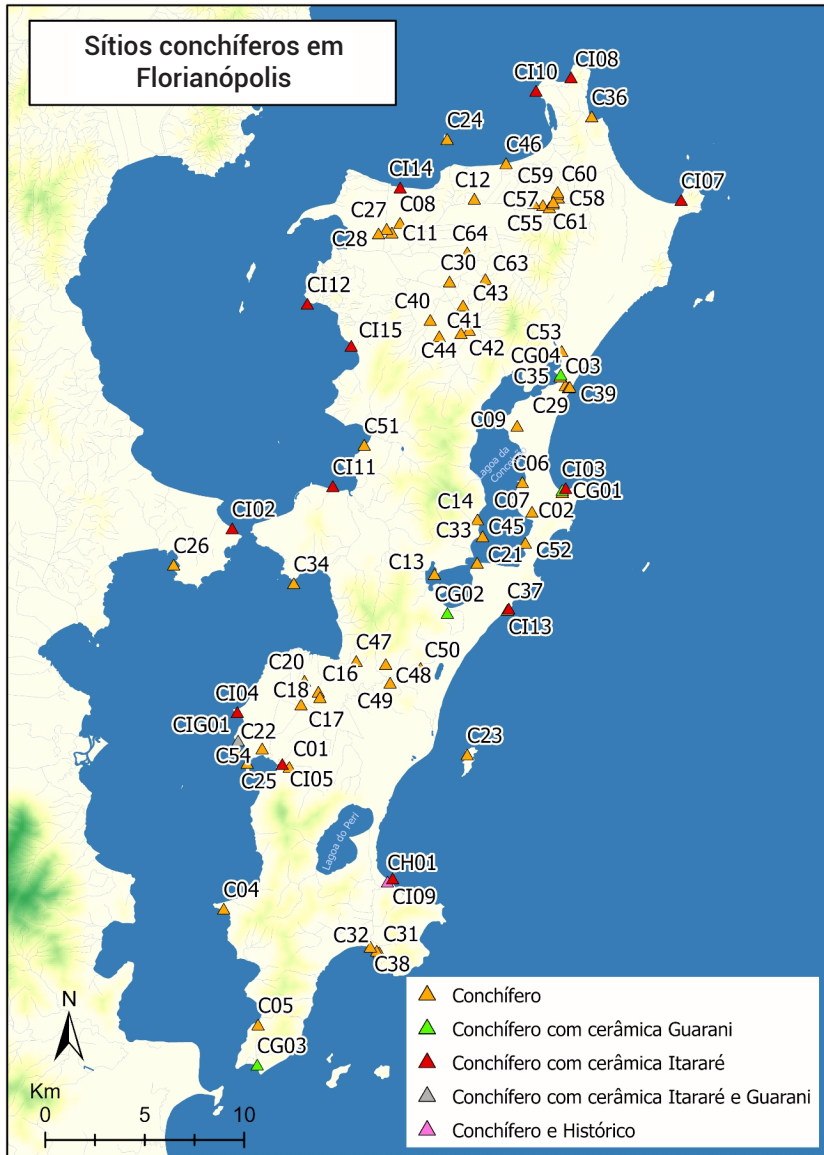 Sítios conchíferos em
Florianópolis
CI08
CI10
C36
C24
C46
C59
C60
CI14
C12
C57
C58
CI07
C27
C08
C55
C61
C28
C11
C64
C30
C63
CI12
C43
C40
C41
CI15
C44
C42
C53
CG04
C03
C35
C29
C39
C09
C51
Lagoa da
Conceição
C06
CI03
CI11
CG01
C14
C07
C02
CI02
C33
C45
C26
C21
C52
C34
C13
CG02
C37
CI13
C47
C50
C20
C16
C48
C18
C49
CI04
C17
CIG01
C22
C23
C54
C01
C25
CI05
Lagoa do Perí
CH01
CI09
C04
C32
C31
C38
C05
CG03
N
Km
0
5
10
Conchífero
Conchífero com cerâmica Guarani
Conchífero com cerâmica Itararé
Conchífero com cerâmica Itararé e Guarani
Conchífero e Histórico